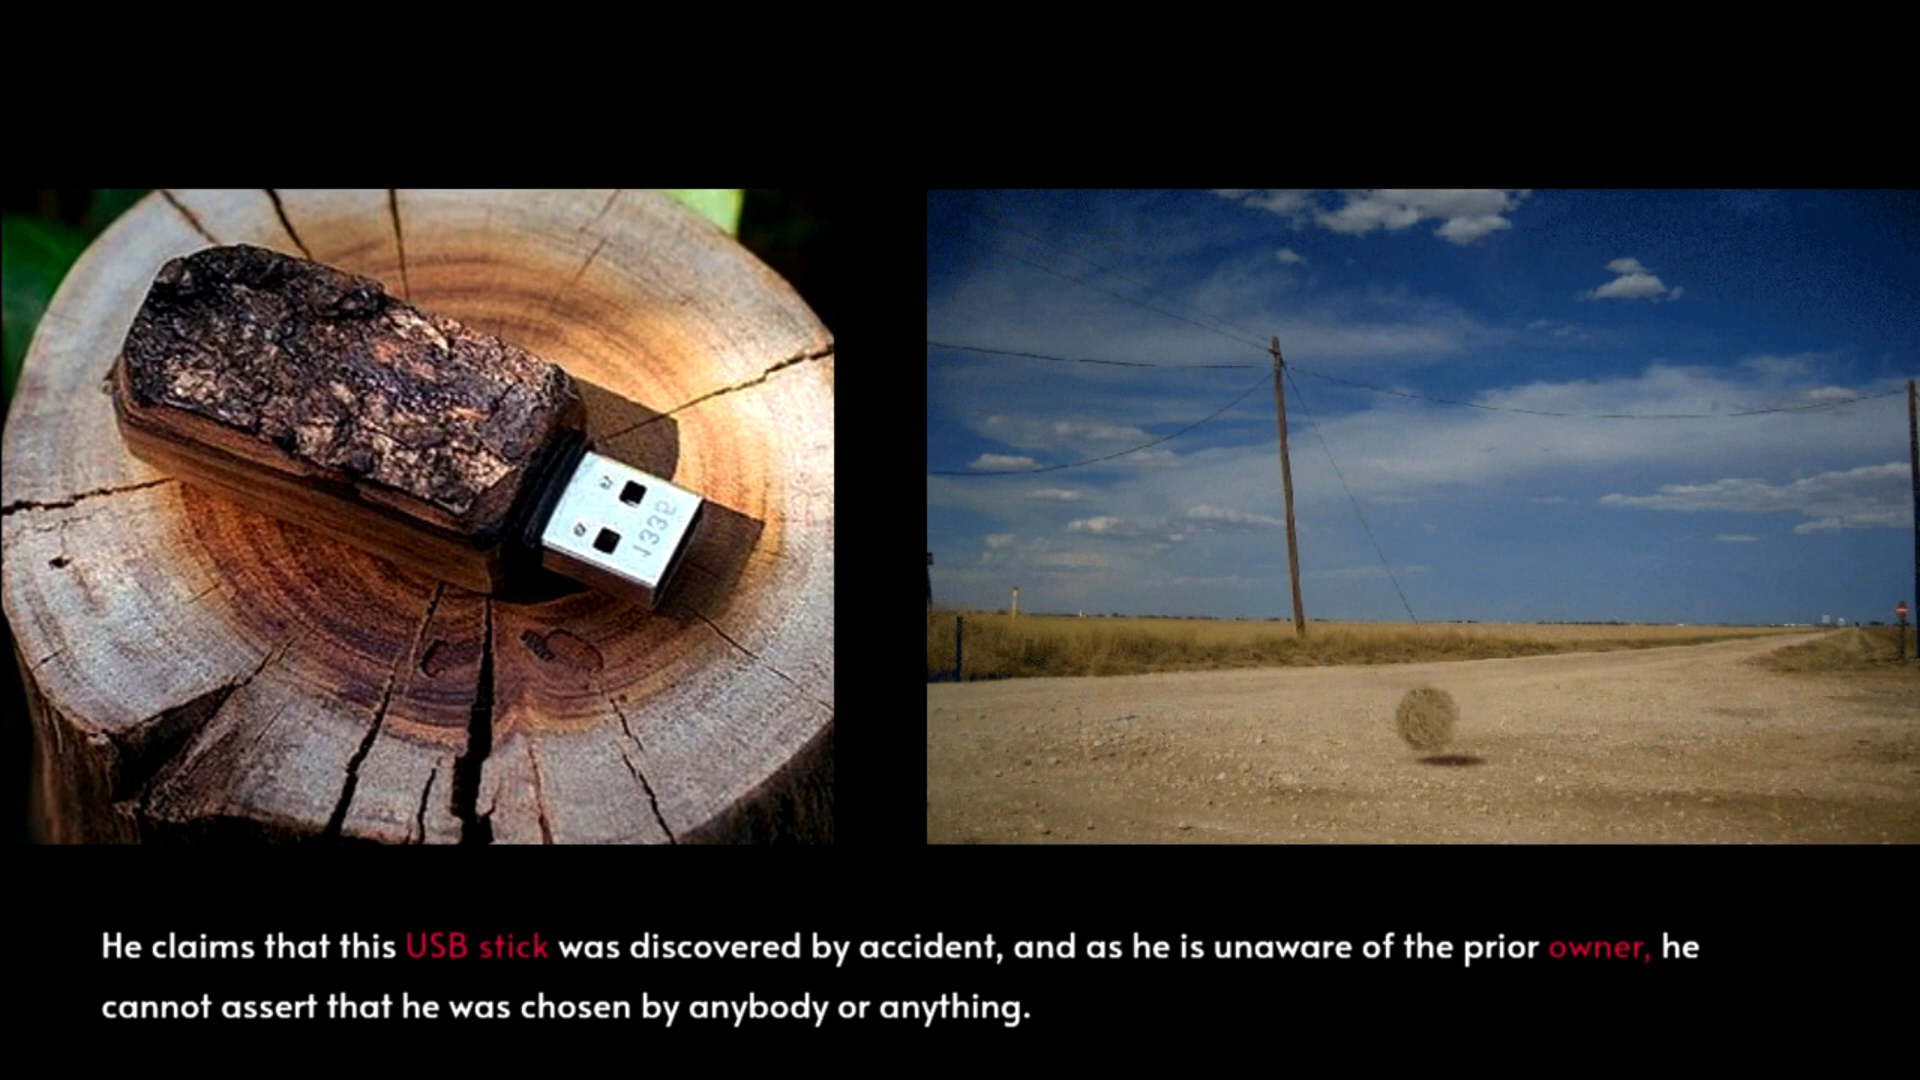 He claims that this USB stick was discovered by accident, and as he is unaware of the prior owner, he
cannot assert that he was chosen by anybody or anything.